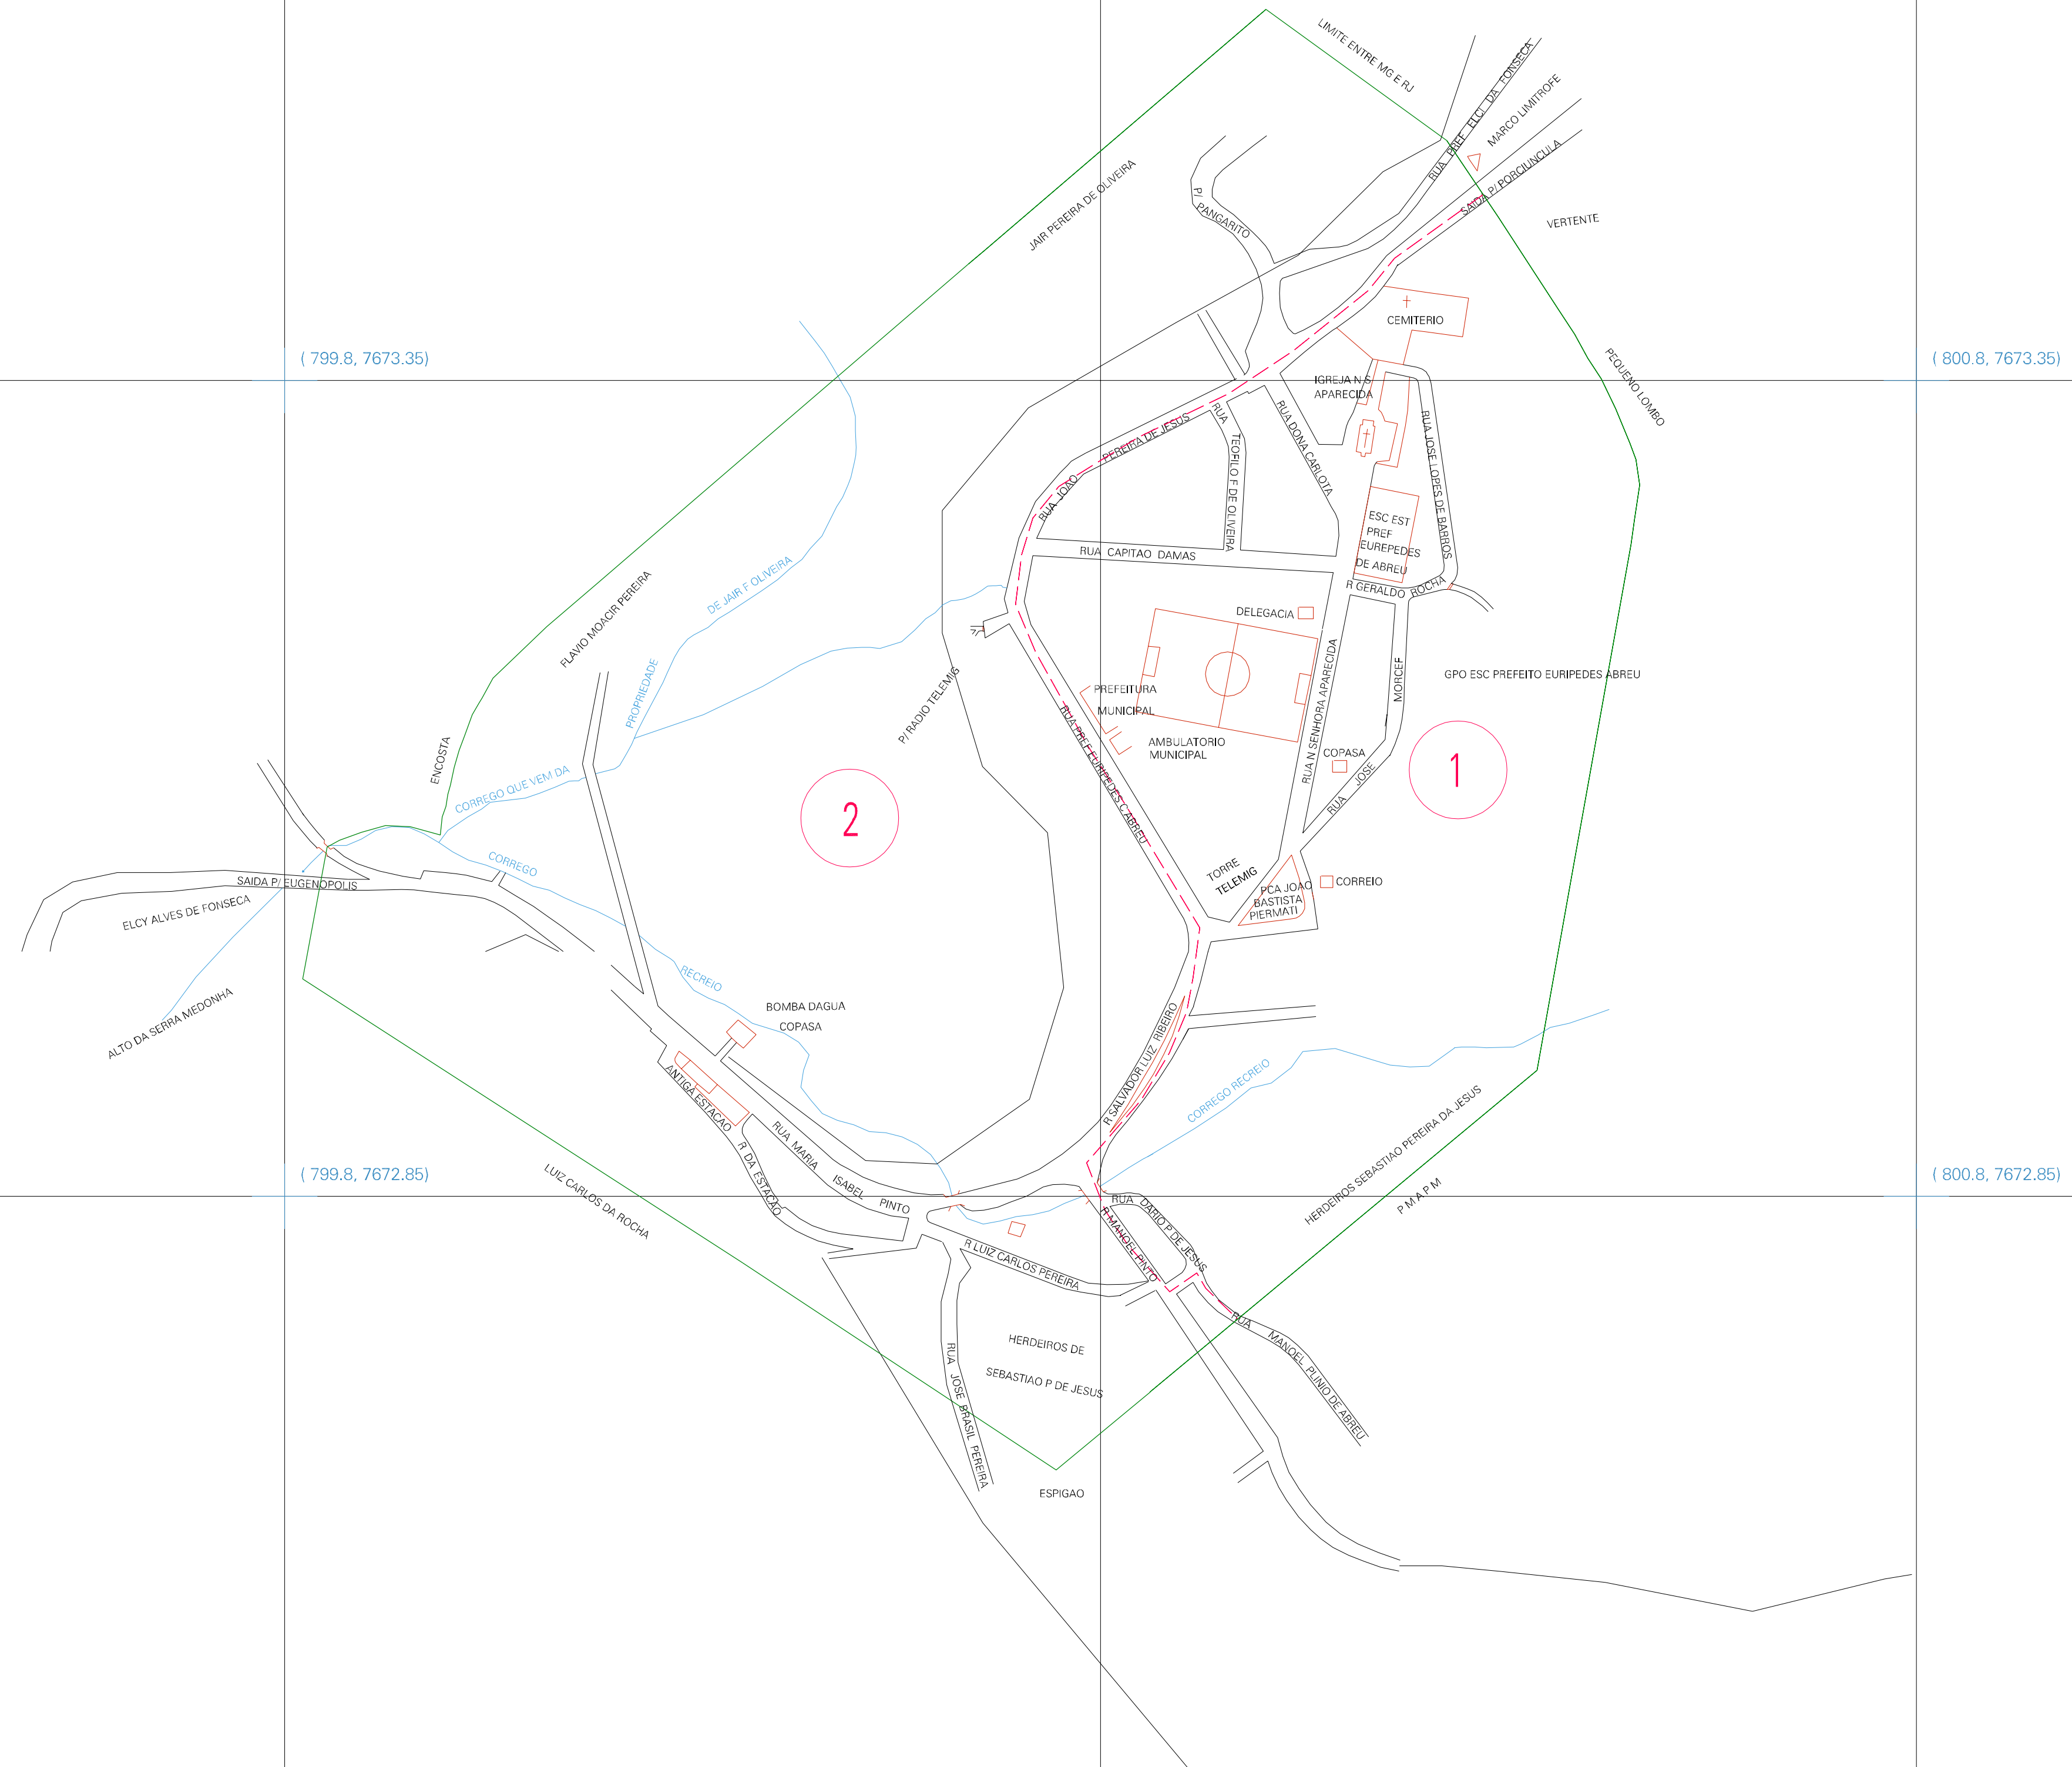 LIMITE ENTRE MG E RJ
RUA PREF ELCI DA FONSECA
MARCO LIMITROFE
SAIDA P/ PORCIUNCULA
JAIR PEREIRA DE OLIVEIRA
P/ PANGARITO
VERTENTE
CEMITERIO
( 799.8, 7673.35)
( 800.8, 7673.35)
PEQUENO LOMBO
IGREJA N S
APARECIDA
RUA JOAO PEREIRA DE JESUS
RUA TEOFILO F DE OLIVEIRA
RUA DONA CARLOTA
RUA JOSE LOPES DE BARROS
ESC EST
PREF
EUREPEDES
DE ABREU
RUA CAPITAO DAMAS
R GERALDO ROCHA
DE JAIR F OLIVEIRA
FLAVIO MOACIR PEREIRA
DELEGACIA
PROPRIEDADE
P/ RADIO TELEMIG
PREFEITURA
MUNICIPAL
RUA N SENHORA APARECIDA
MORCEF
GPO ESC PREFEITO EURIPEDES ABREU
AMBULATORIO
MUNICIPAL
RUA PREF EURIPEDES C ABREU
COPASA
RUA JOSE
1
ENCOSTA
CORREGO QUE VEM DA
2
CORREGO
TORRE
TELEMIG
PCA JOAO
BASTISTA
PIERMATI
CORREIO
SAIDA P/ EUGENOPOLIS
ELCY ALVES DE FONSECA
RECREIO
ALTO DA SERRA MEDONHA
BOMBA DAGUA
COPASA
R SALVADOR LUIZ RIBEIRO
ANTIGA ESTACAO
CORREGO RECREIO
RUA MARIA ISABEL PINTO
R DA ESTACAO
HERDEIROS SEBASTIAO PEREIRA DA JESUS
P M A P M
( 799.8, 7672.85)
( 800.8, 7672.85)
LUIZ CARLOS DA ROCHA
RUA DARIO P DE JESUS
R MANOEL PINTO
R LUIZ CARLOS PEREIRA
RUA MANOEL PLINIO DE ABREU
HERDEIROS DE
SEBASTIAO P DE JESUS
RUA JOSE BRASIL PEREIRA
ESPIGAO